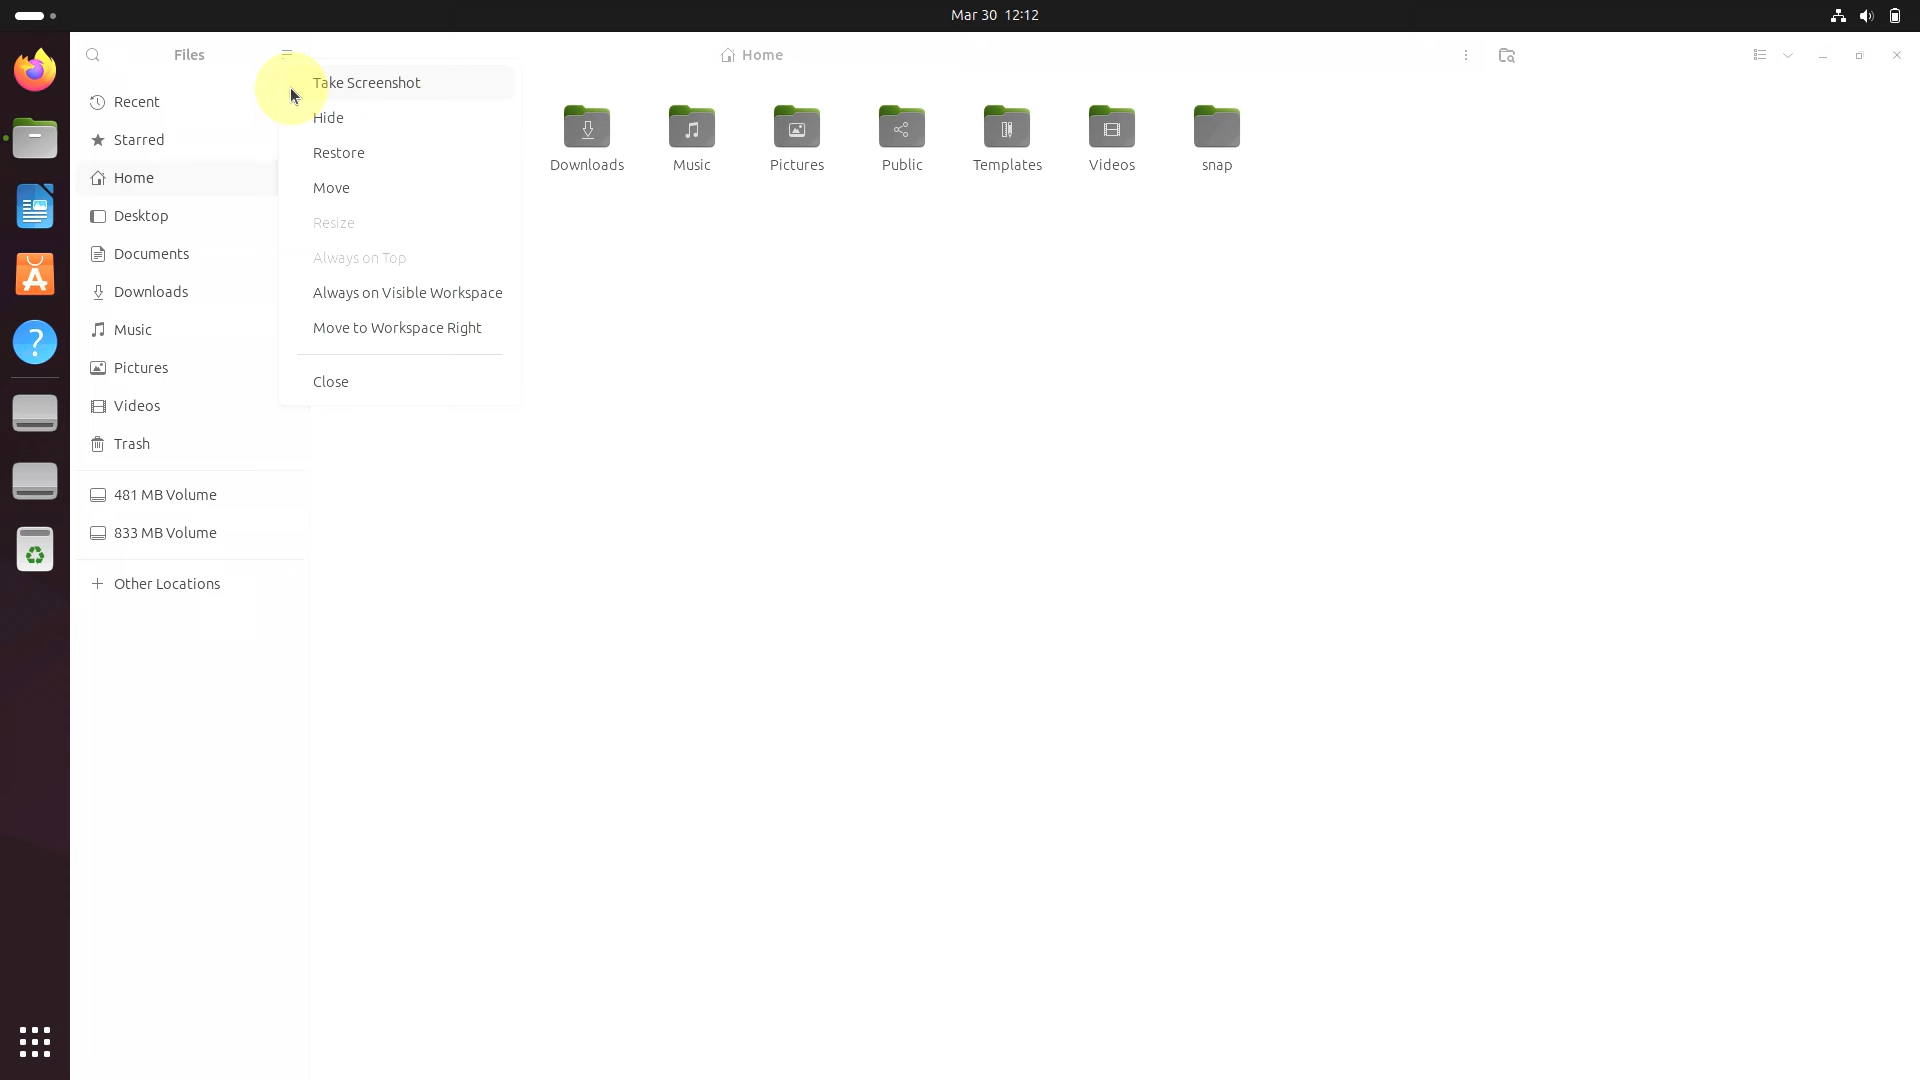 Mar 30 12:12
Files
Home
Recent
Starred
Home
Desktop
Documents
Downloads
Music
Pictures
Videos
Trash
481 MB Volume
833 MB Volume
Other Locations
Take Screenshot
Hide
Restore
Move
Resize
Always on Top
Always on Visible Workspace
Move to Workspace Right
Close
Downloads
Music
Pictures
Public
Templates
Videos
snap